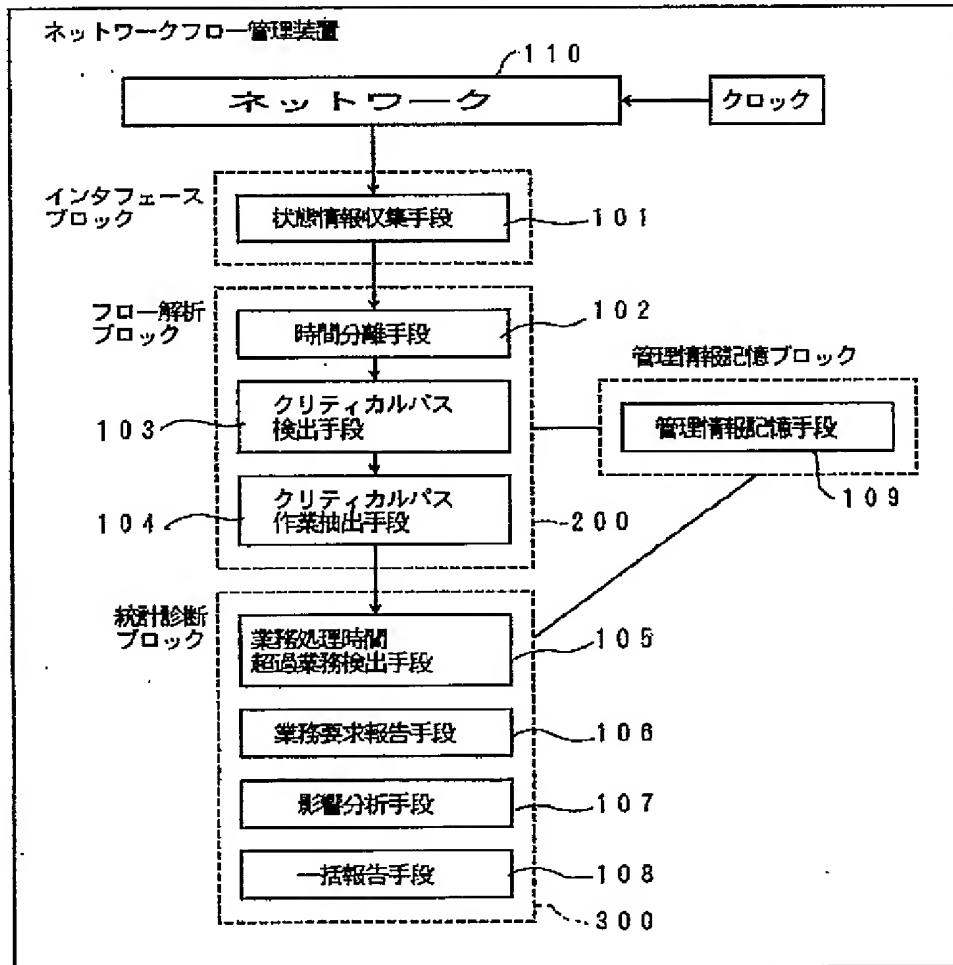 ネットワークフロー管理装置
110
ネットワーク
クロック
インタフェース
ブロック
状態情報収集手段
101
フロー解析
ブロック
時間分離手段
102
管理情報記憶ブロック
クリティカルパス
検出手段
103
管理情報記憶手段
109
クリティカルパス
作業抽出手段
104
200
統計診断
ブロック
業務処理時間
超過業務検出手段
105
業務要求報告手段
106
影響分析手段
107
一括報告手段
108
300